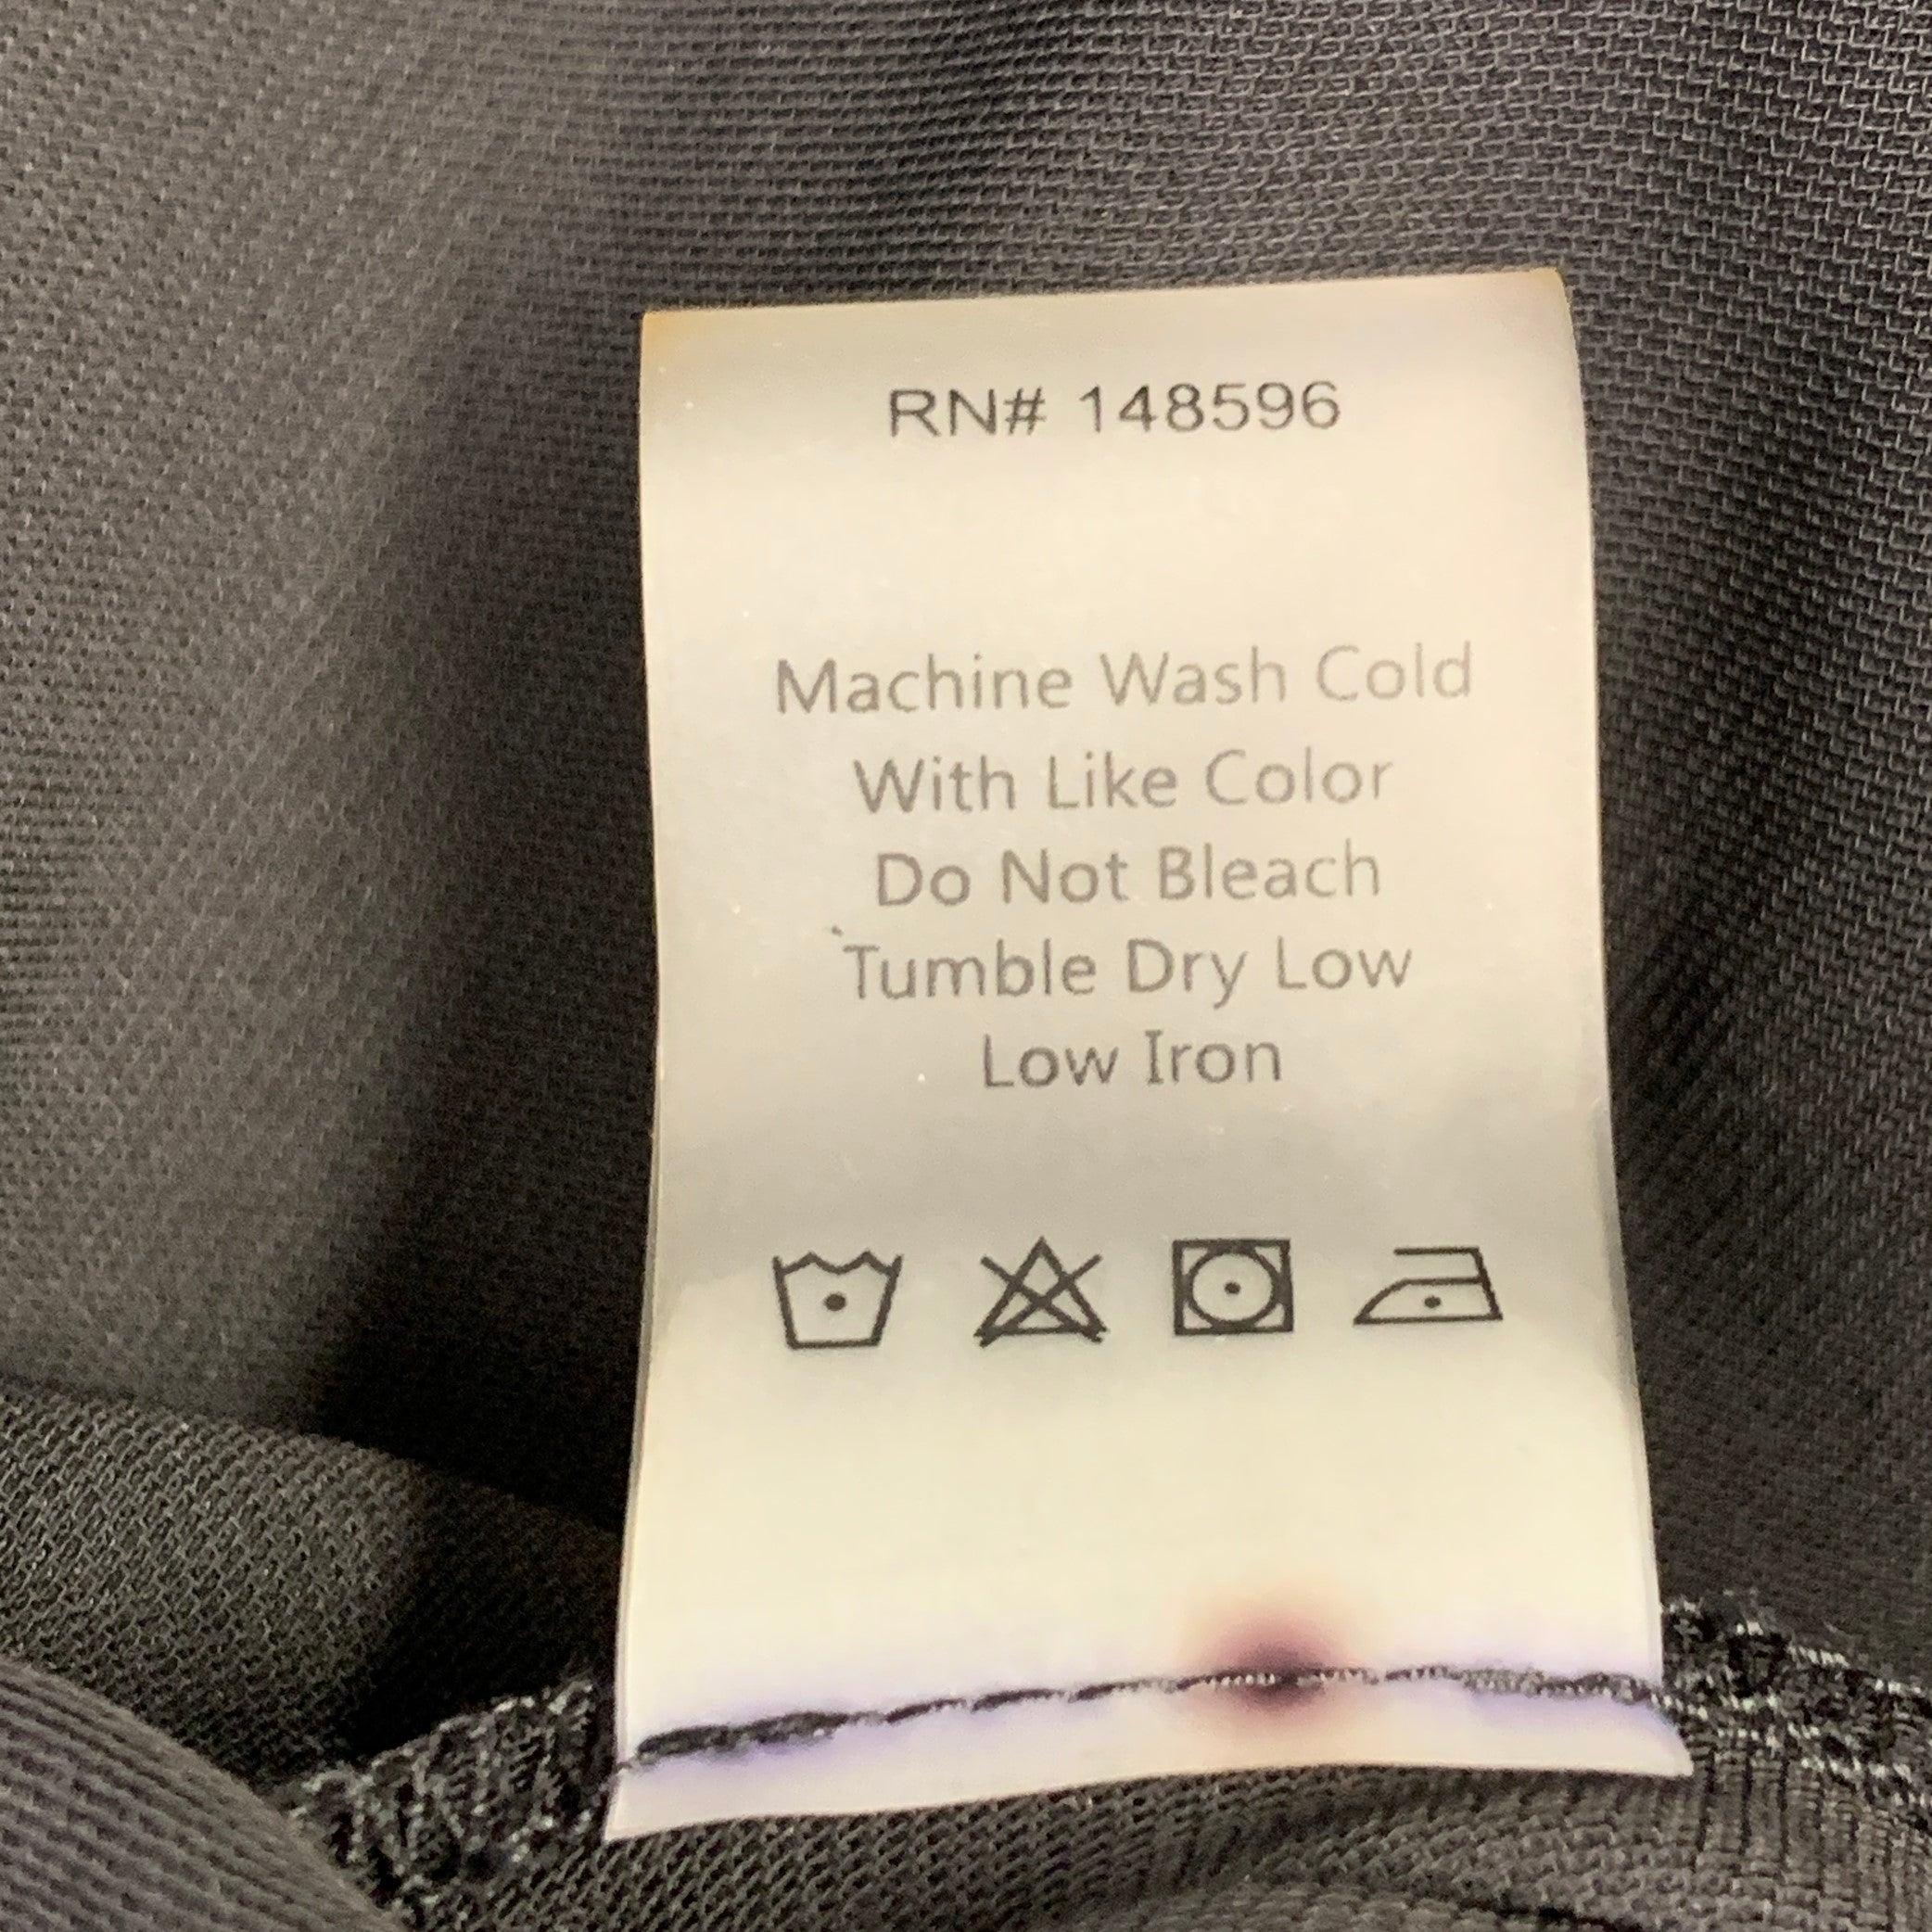 RN# 148596
Machine Wash Cold
With Like Color
Do Not Bleach
Tumble Dry Low
Low Iron